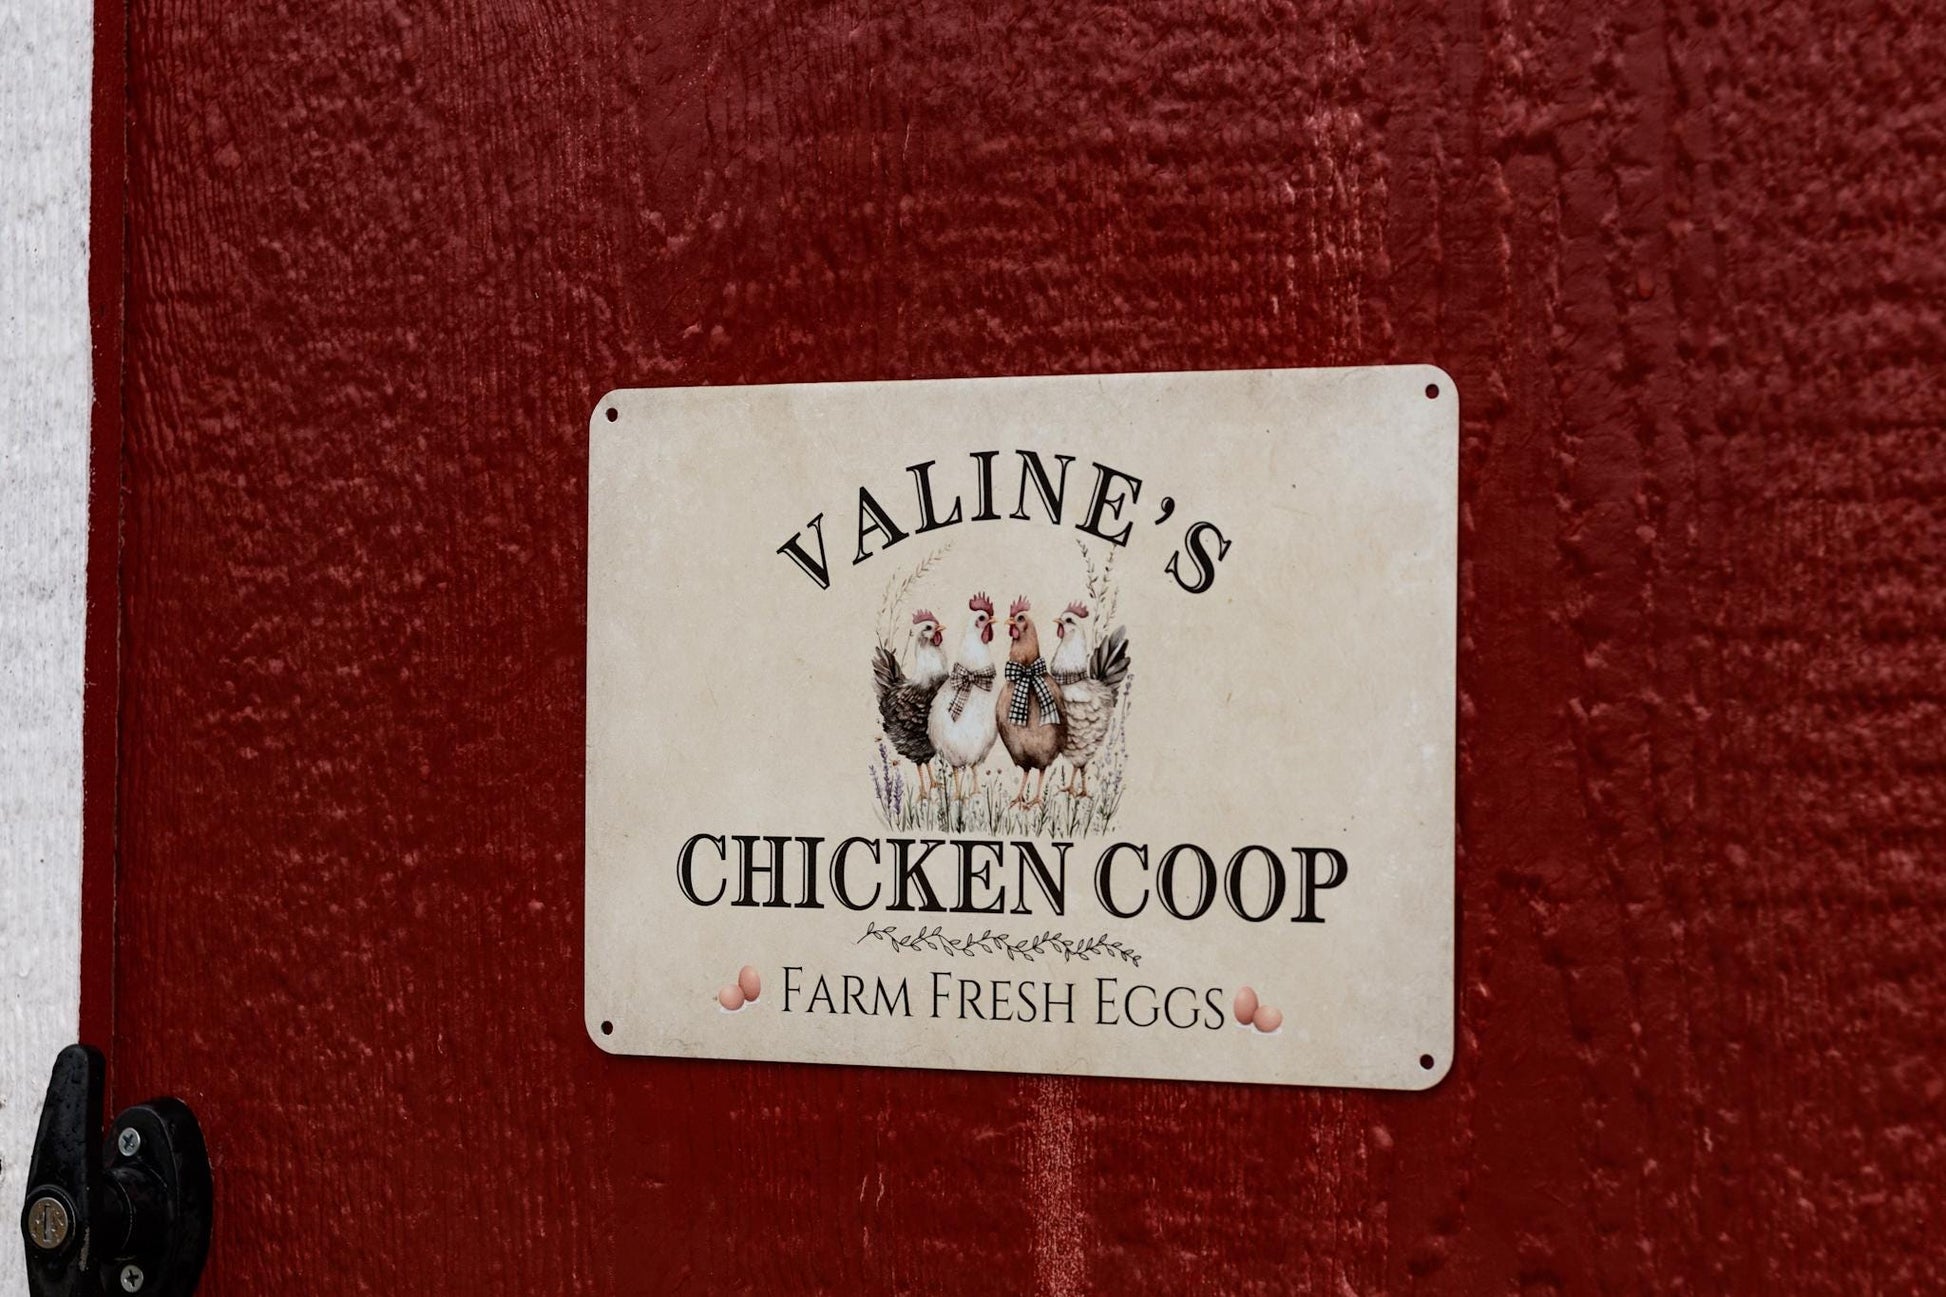 VALINE'S
CHICKEN COOP
FARM FRESH EGGS